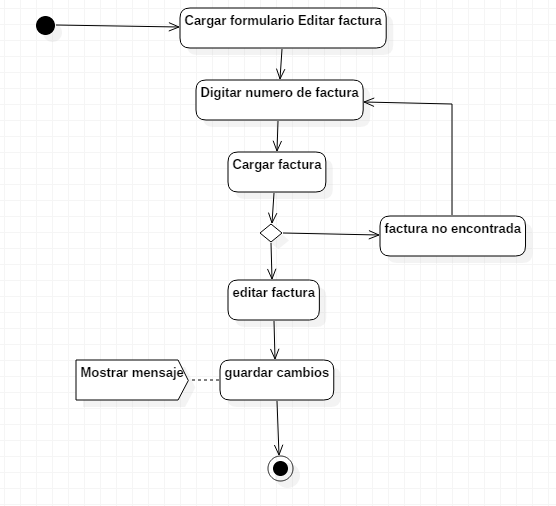 Cargar formulario Editar factura
Digitar numero de factura
Cargar factura
factura no encontrada
editar factura
Mostrar mensaje
guardar cambios